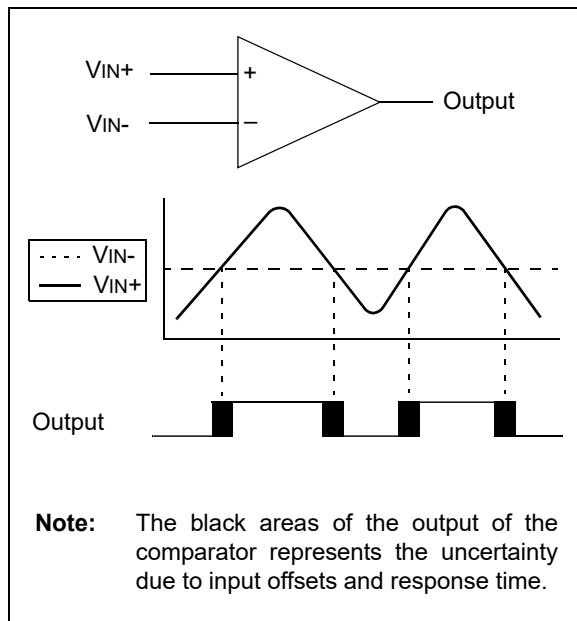 VIN+
+
Output
VIN-
–
VIN-
VIN+
Output
Note: The black areas of the output of the
comparator represents the uncertainty
due to input offsets and response time.